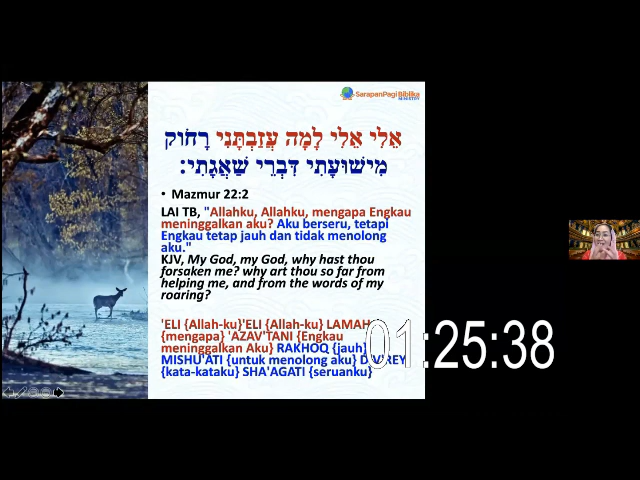 SarapanPagi Biblika
MINISTRY
אֵלִי אֵלִי לָמָה עֲזַבְתָּנִי רָחוֹק
מִישׁוּעָתִי דִּבְרֵי שַׁאֲגָתִי׃
• Mazmur 22:2
LAI TB, "Allahku, Allahku, mengapa Engkau
meninggalkan aku? Aku berseru, tetapi
Engkau tetap jauh dan tidak menolong
aku."
KJV, My God, my God, why hast thou
forsaken me? why art thou so far from
helping me, and from the words of my
roaring?
'ELI {Allah-ku}'ELI {Allah-ku} LAMAH
{mengapa} 'AZAV'TANI {Engkau
meninggalkan Aku} RAKHOQ {jauh}
MISHU'ATI {untuk menolong aku}
{kata-kataku} SHA'AGATI {seruanku}
01:25:38